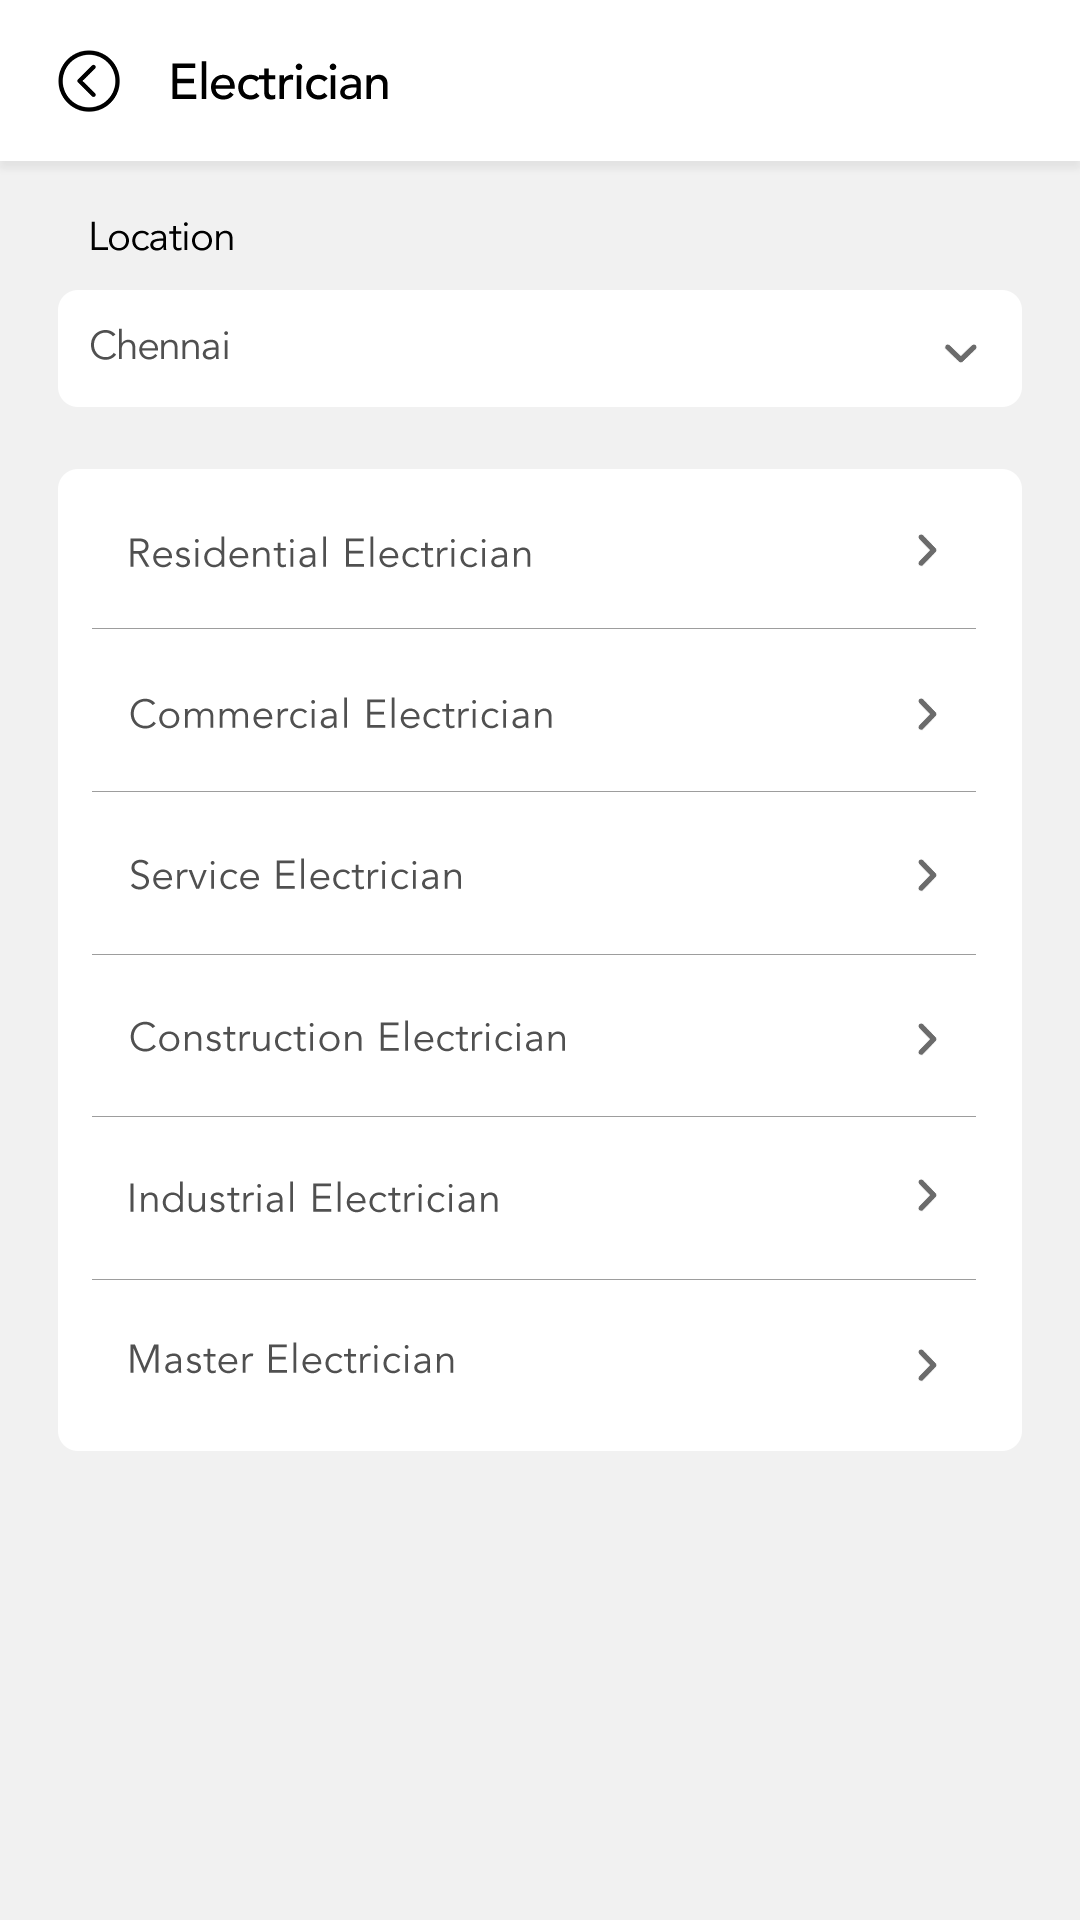 Electrician
Location
Chennai
Residential Electrician
Commercial Electrician
Service Electrician
Construction Electrician
Industrial Electrician
Master Electrician